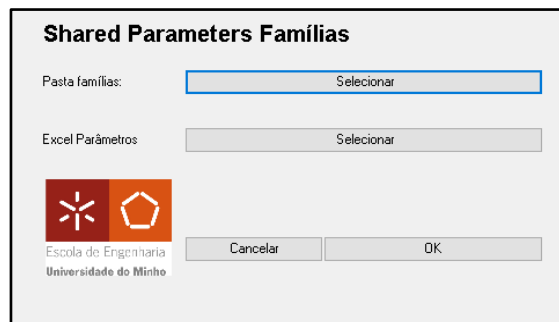 Shared Parameters Famílias
Pasta famílias:
Selecionar
Excel Parâmetros
Selecionar
Escola de Engenharia
Universidade do Minho
Cancelar
OK